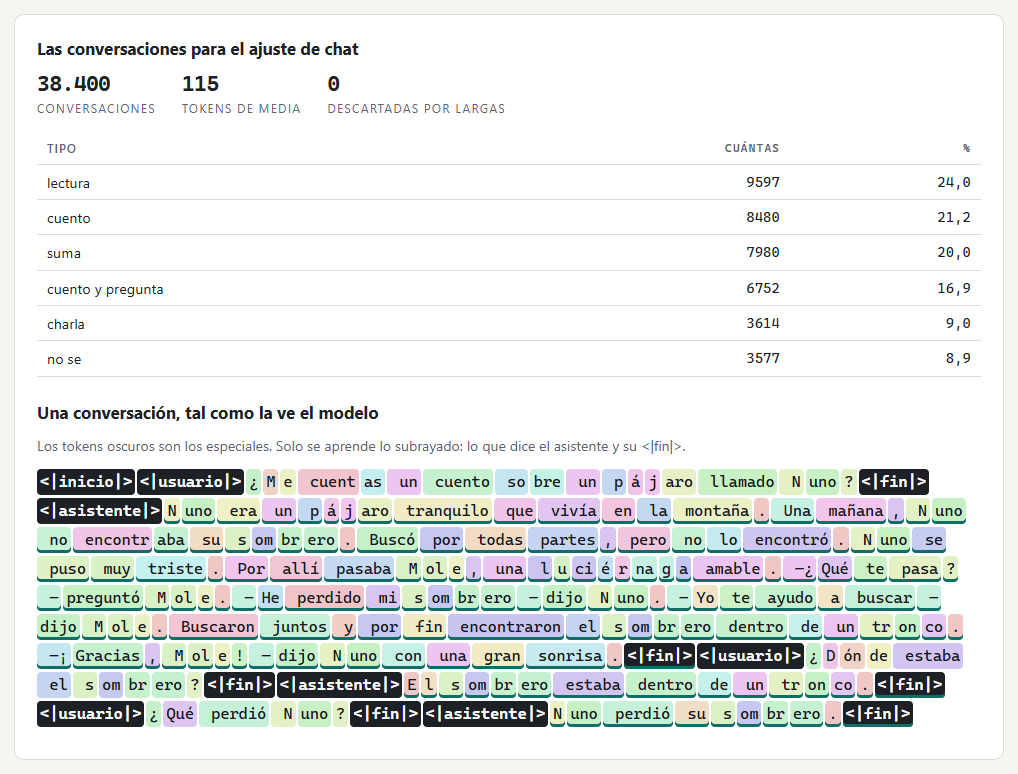 Las conversaciones para el ajuste de chat
38.400 115 0
CONVERSACIONES TOKENS DE MEDIA DESCARTADAS POR LARGAS
TIPO CUÁNTAS %
lectura 9597 24,0
cuento 8480 21,2
suma 7980 20,0
cuento y pregunta 6752 16,9
charla 3614 9,0
no se 3577 8,9
Una conversación, tal como la ve el modelo
Los tokens oscuros son los especiales. Solo se aprende lo subrayado: lo que dice el asistente y su <|fin|>.
<|inicio|><|usuario|>¿Me cuentas un cuento sobre un pájaro llamado Nuno?<|fin|>
<|asistente|>Nuno era un pájaro tranquilo que vivía en la montaña. Una mañana, Nuno
no encontraba su sombrero. Buscó por todas partes, pero no lo encontró. Nuno se
puso muy triste. Por allí pasaba Mole, una luciérnaga amable. —¿Qué te pasa?
—preguntó Mole. —He perdido mi sombrero —dijo Nuno. —Yo te ayudo a buscar —
dijo Mole. Buscaron juntos y por fin encontraron el sombrero dentro de un tronco.
—¡Gracias, Mole! —dijo Nuno con una gran sonrisa.<|fin|><|usuario|>¿Dónde estaba
el sombrero?<|fin|><|asistente|>El sombrero estaba dentro de un tronco.<|fin|>
<|usuario|>¿Qué perdió Nuno?<|fin|><|asistente|>Nuno perdió su sombrero.<|fin|>